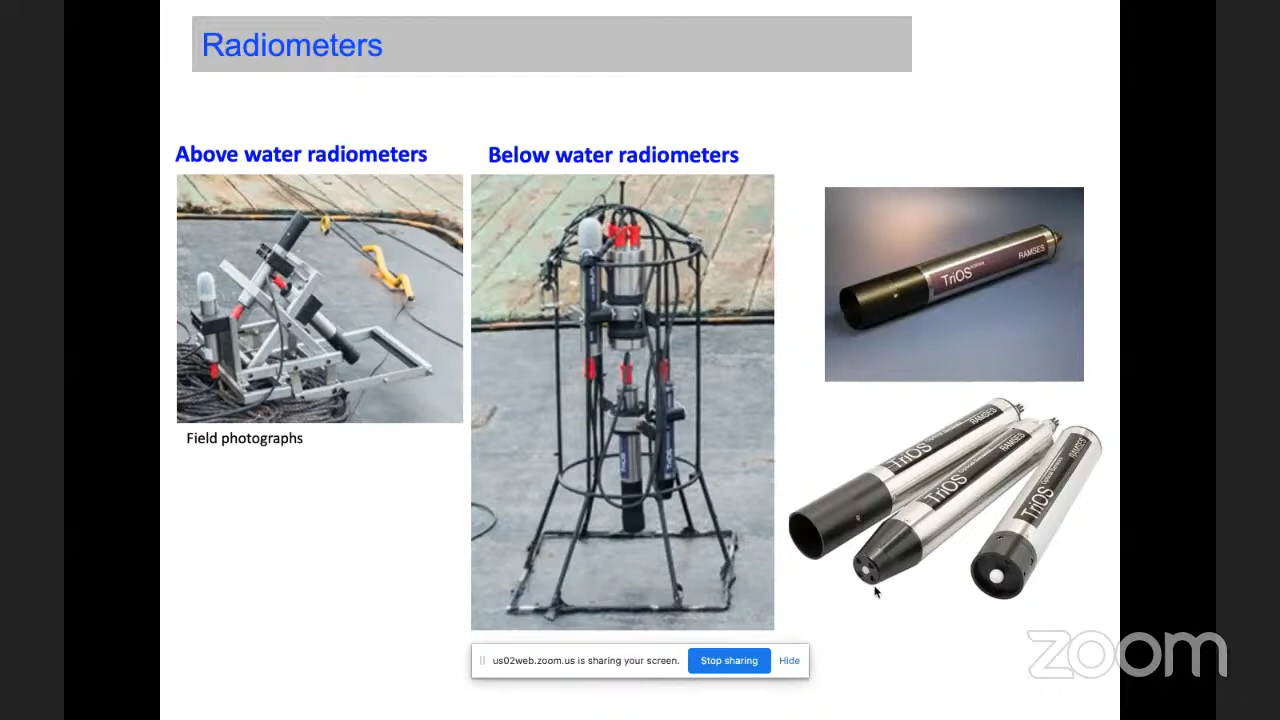 Radiometers
Above water radiometers
Below water radiometers
Field photographs
TriOS
RAMSES
TriOS
RAMSES
TriOS
RAMSES
TriOS
RAMSES
TriOS
us02web.zoom.us is sharing your screen.
Stop sharing
Hide
zoom